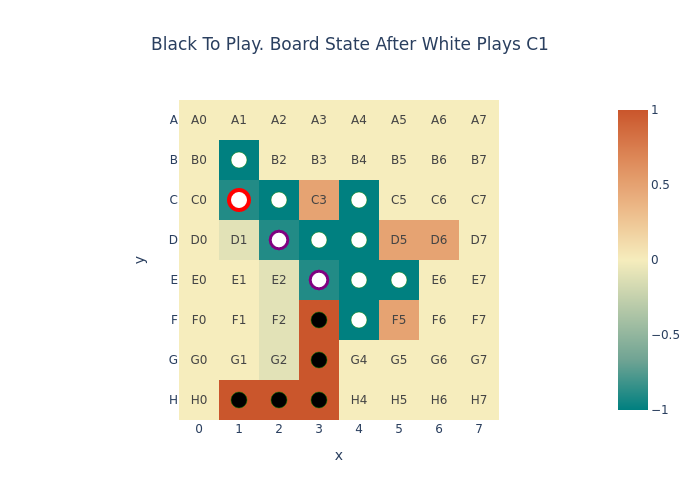 Black To Play. Board State After White Plays C1
A A0 A1 A2 A3 A4 A5 A6 A7
B B0 B2 B3 B4 B5 B6 B7
C C0 C3 C5 C6 C7
D D0 D1 D5 D6 D7
E E0 E1 E2 E6 E7
F F0 F1 F2 F5 F6 F7
G G0 G1 G2 G4 G5 G6 G7
H H0 H4 H5 H6 H7
0 1 2 3 4 5 6 7
x
y
1
0.5
0
−0.5
−1